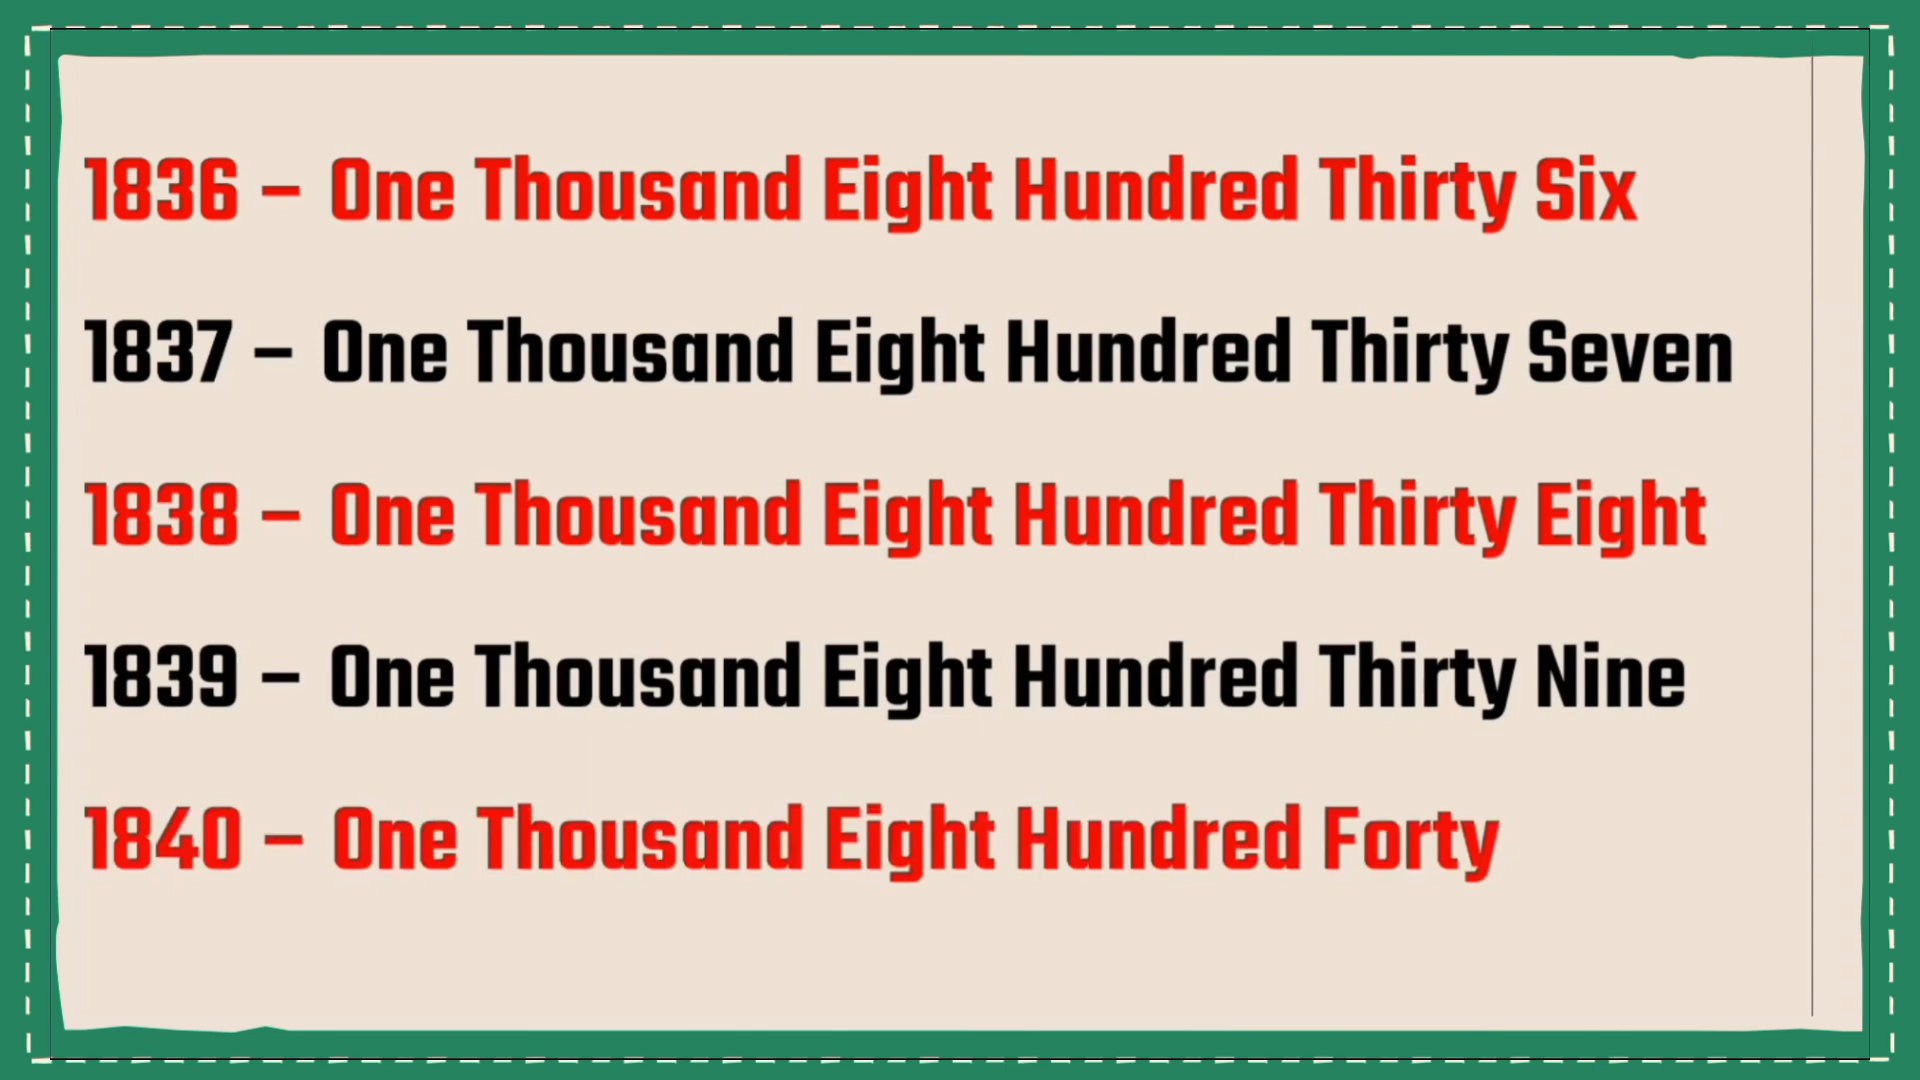 1836 – One Thousand Eight Hundred Thirty Six
1837 – One Thousand Eight Hundred Thirty Seven
1838 – One Thousand Eight Hundred Thirty Eight
1839 – One Thousand Eight Hundred Thirty Nine
1840 – One Thousand Eight Hundred Forty